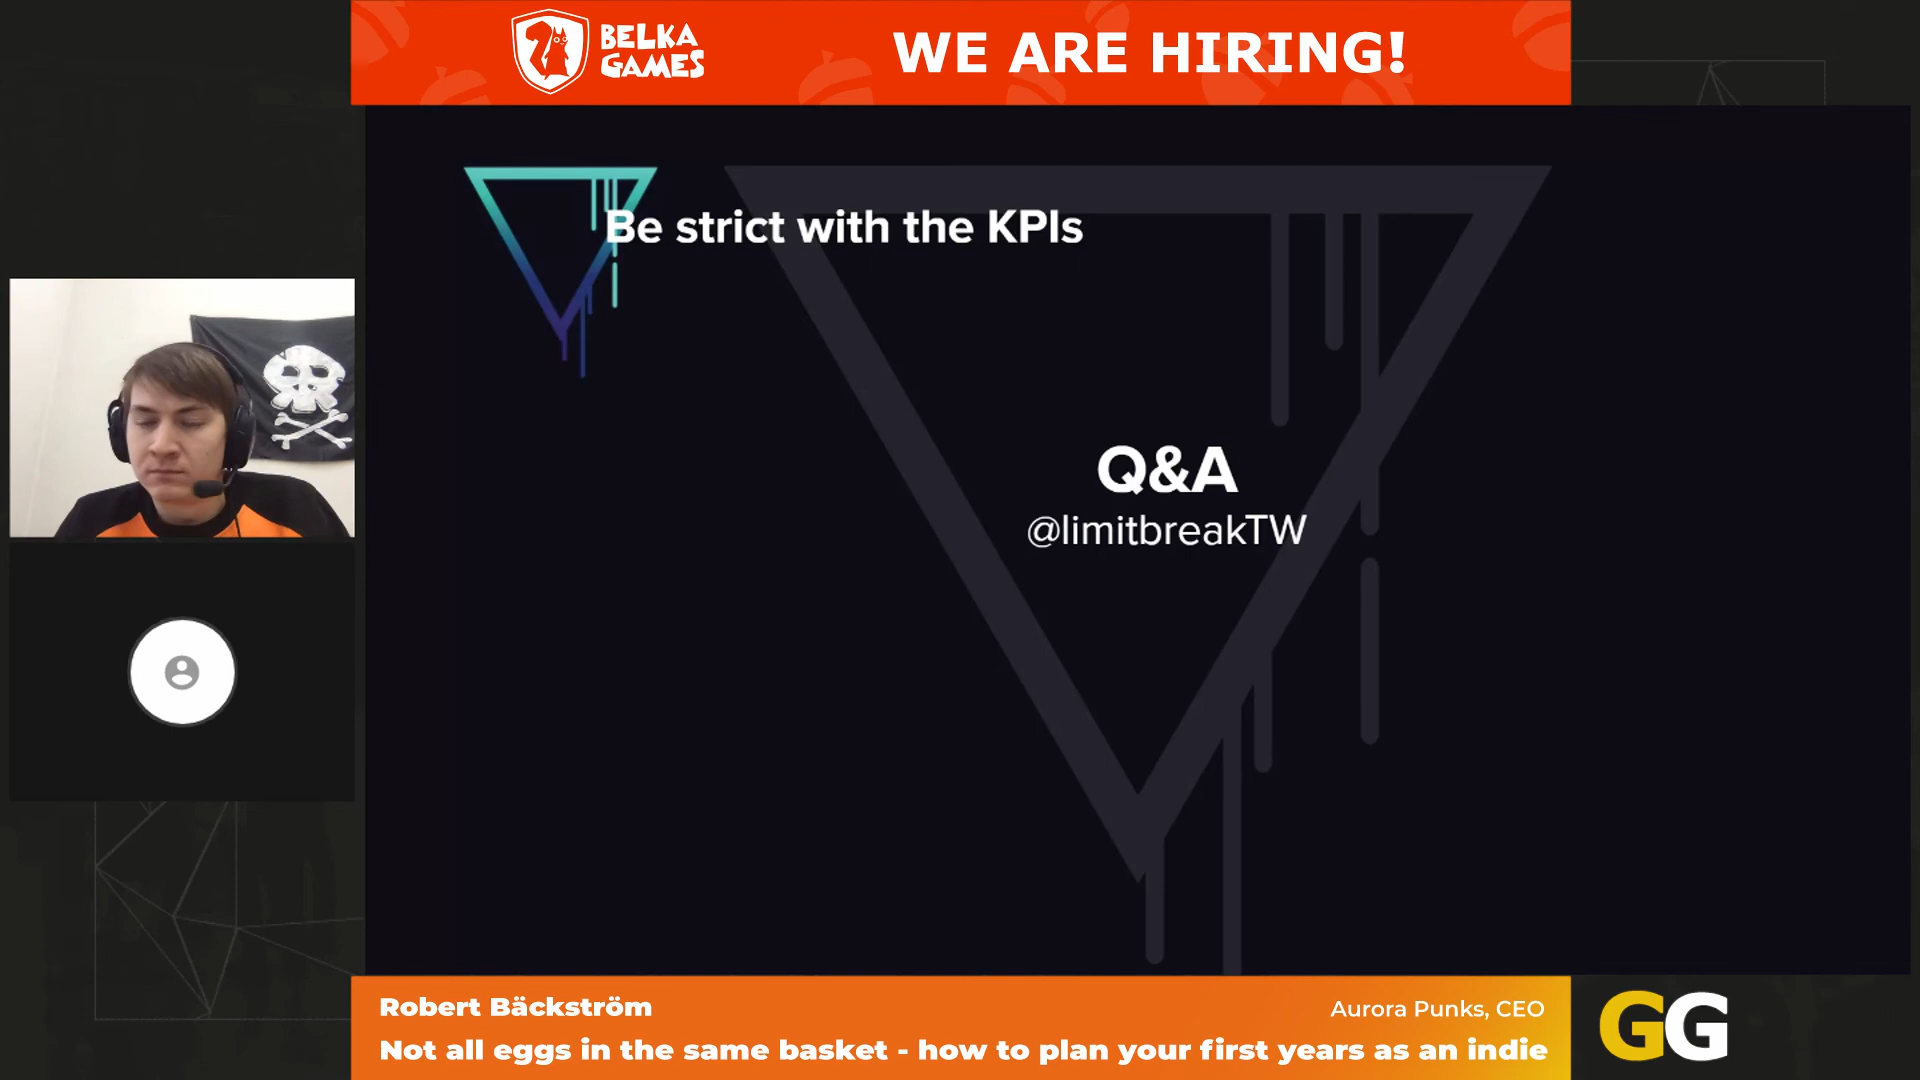 BELKA
GAMES
WE ARE HIRING!
Be strict with the KPIs
Q&A
@limitbreakTW
Robert Bäckström
Aurora Punks, CEO
Not all eggs in the same basket - how to plan your first years as an indie
GG